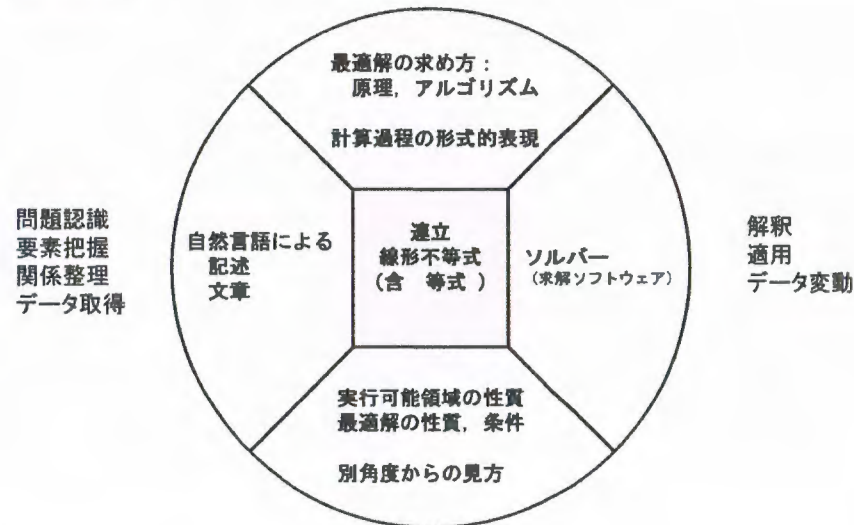 最適解の求め方：
原理，アルゴリズム
計算過程の形式的表現
問題認識
要素把握
関係整理
データ取得
自然言語による
記述
文章
連立
線形不等式
(含　等式 )
ソルバー
(求解ソフトウェア)
解釈
適用
データ変動
実行可能領域の性質
最適解の性質，条件
別角度からの見方